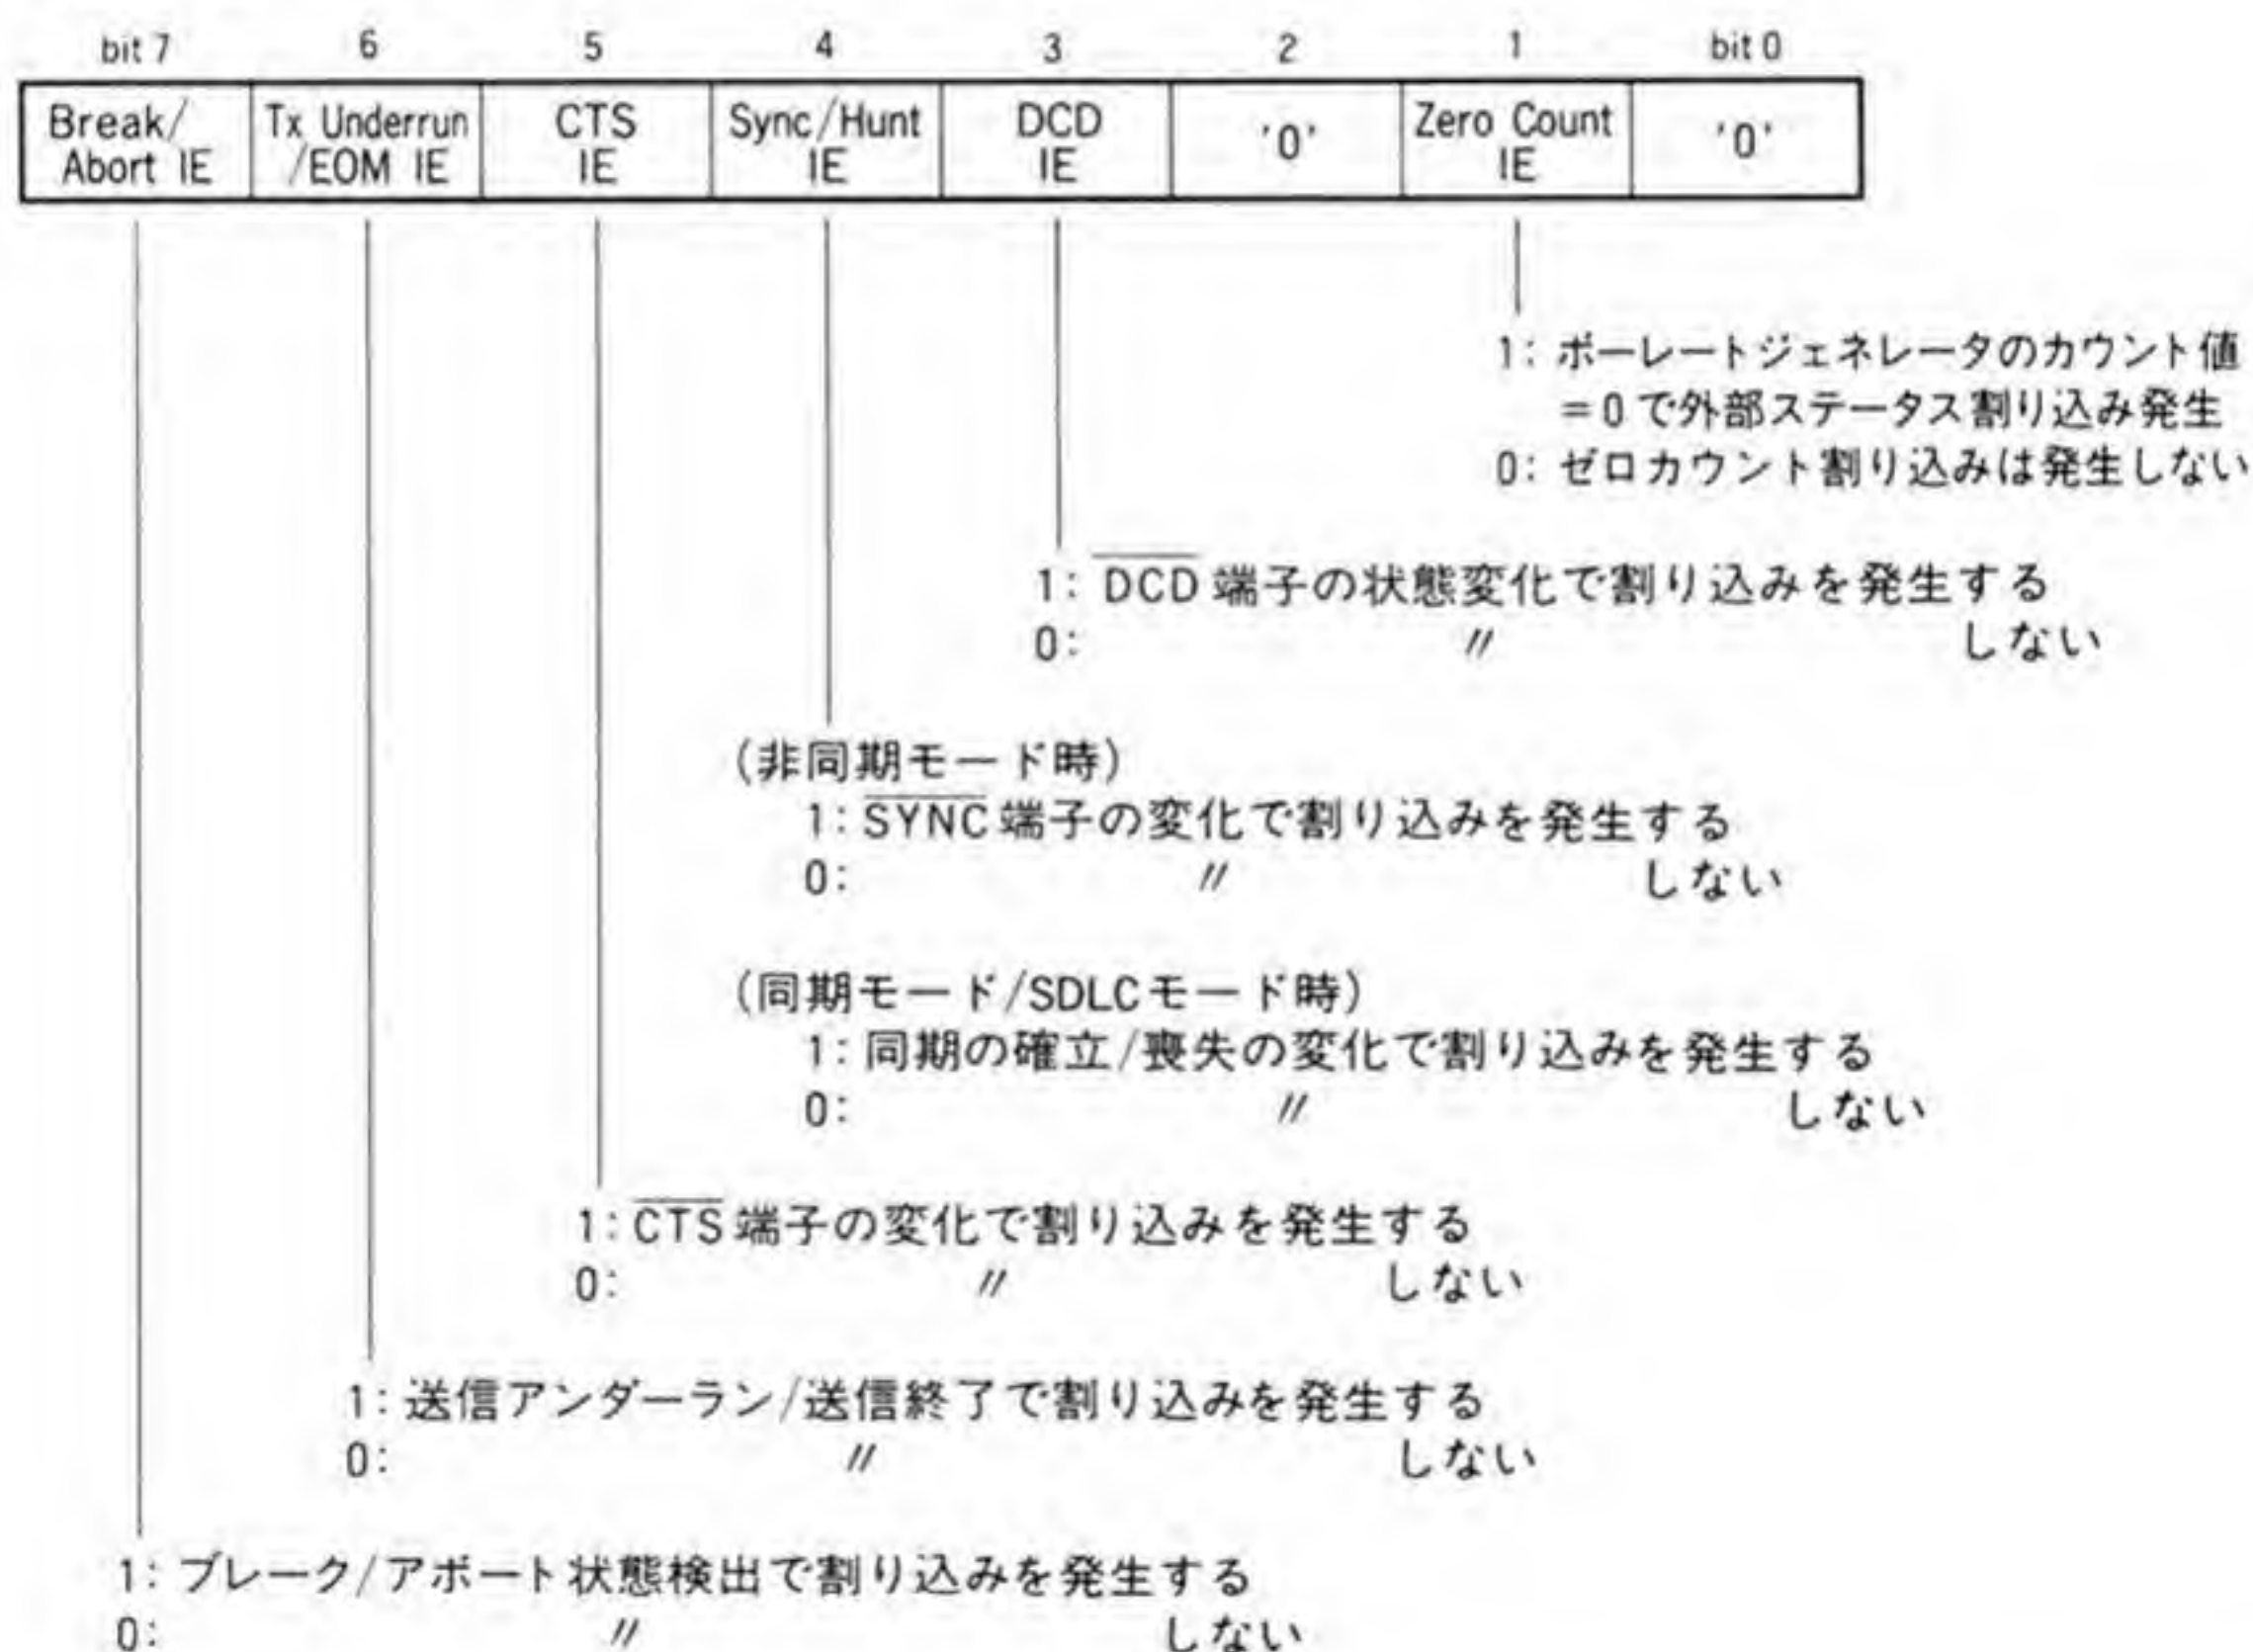 bit 7 6 5 4 3 2 1 bit 0
Break/ Tx Underrun CTS Sync/Hunt DCD '0' Zero Count '0'
Abort IE /EOM IE IE IE IE IE
1: ボーレートジェネレータのカウント値
=0で外部ステータス割り込み発生
0: ゼロカウント割り込みは発生しない
1: DCD端子の状態変化で割り込みを発生する
0: 〃 しない
(非同期モード時)
1: SYNC端子の変化で割り込みを発生する
0: 〃 しない
(同期モード/SDLCモード時)
1: 同期の確立/喪失の変化で割り込みを発生する
0: 〃 しない
1: CTS端子の変化で割り込みを発生する
0: 〃 しない
1: 送信アンダーラン/送信終了で割り込みを発生する
0: 〃 しない
1: ブレーク/アボート状態検出で割り込みを発生する
0: 〃 しない